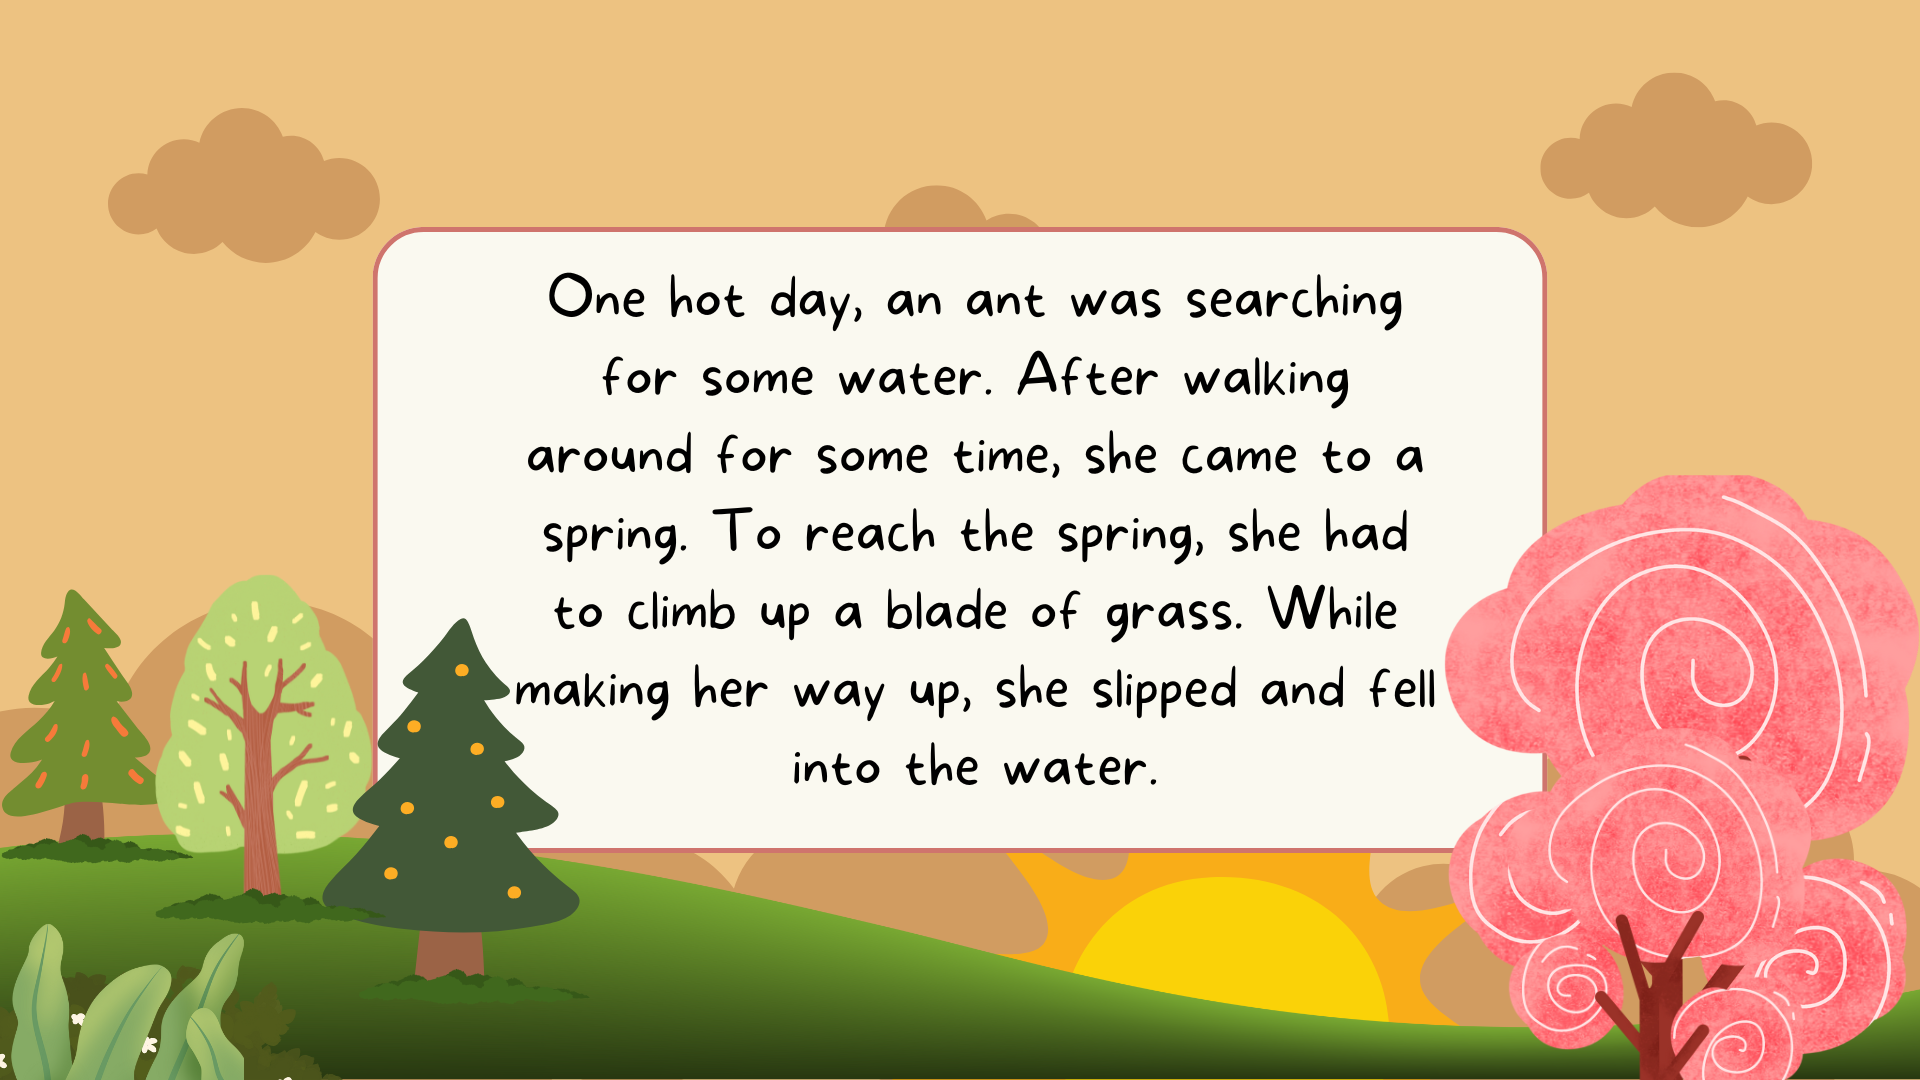 One hot day, an ant was searching
for some water. After walking
around for some time, she came to a
spring. To reach the spring, she had
to climb up a blade of grass. While
making her way up, she slipped and fell
into the water.